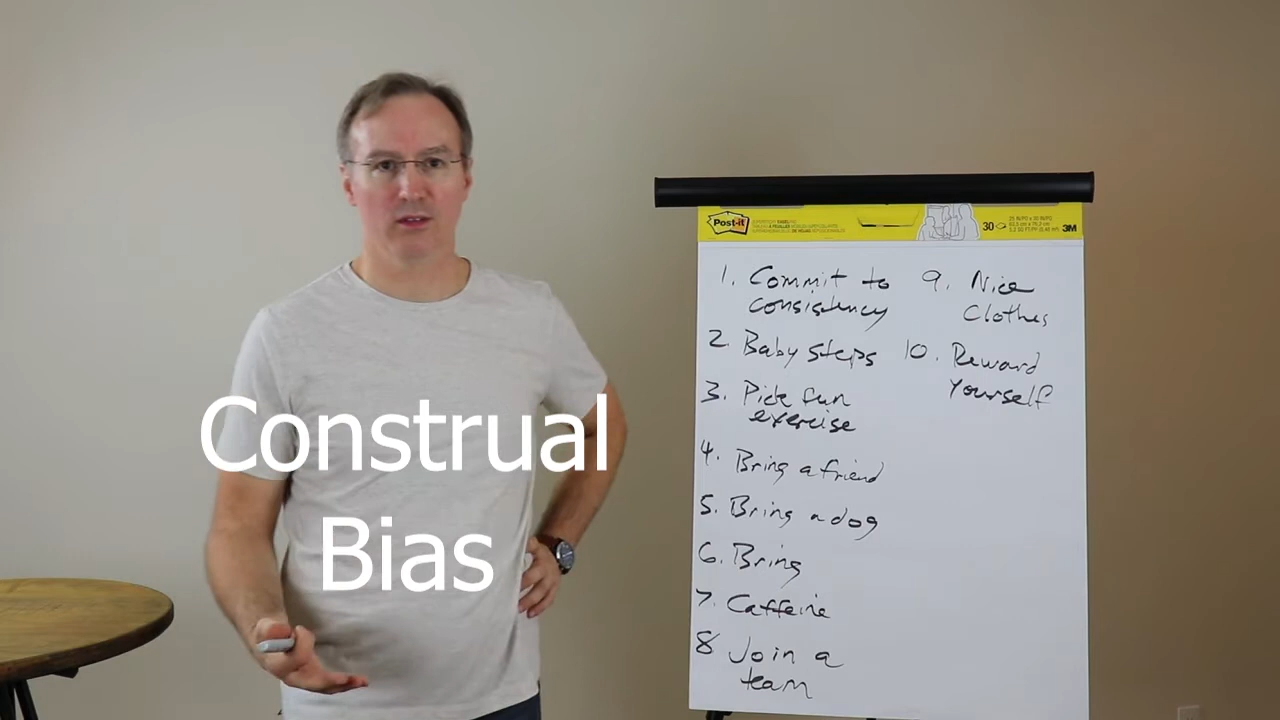 Construal
Bias
Post-it
30
3M
1. Commit to
consistency
2. Baby steps
3. Pick fun
exercise
4. Bring a friend
5. Bring a dog
6. Bring
7. Caffeine
8 Join a
team
9. Nice
Clothes
10. Reward
Yourself